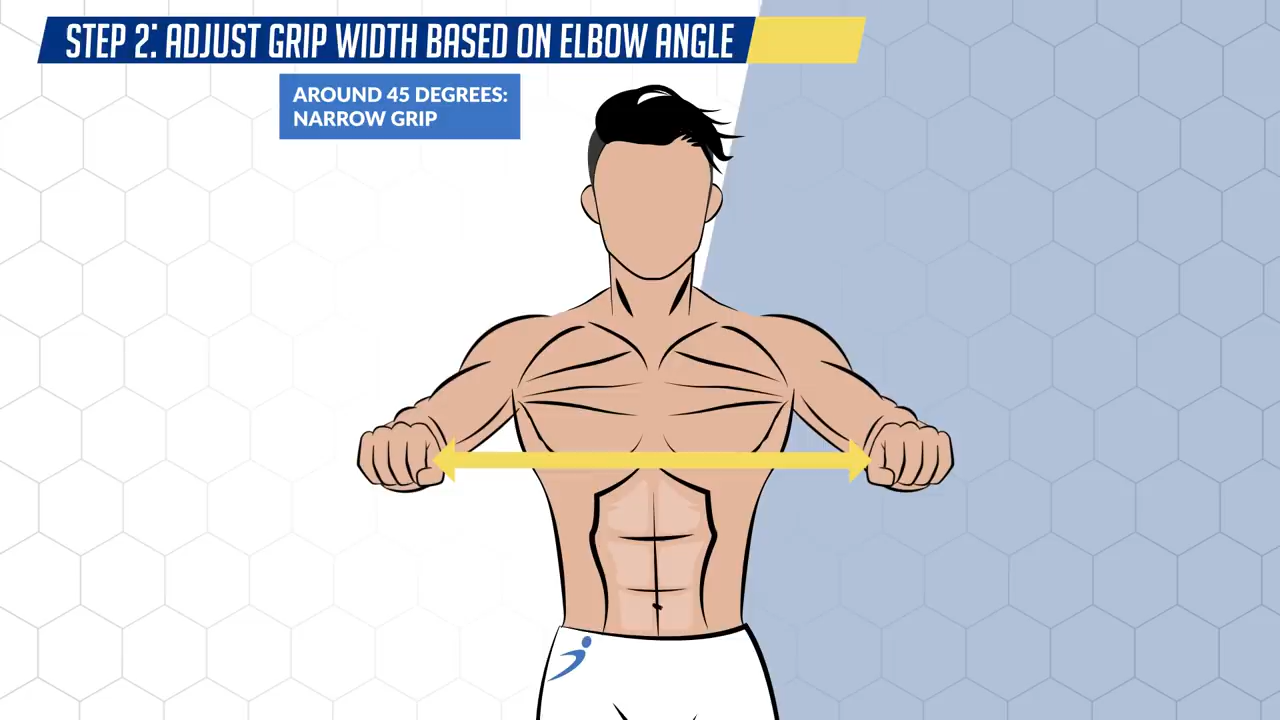 STEP 2: ADJUST GRIP WIDTH BASED ON ELBOW ANGLE
AROUND 45 DEGREES:
NARROW GRIP